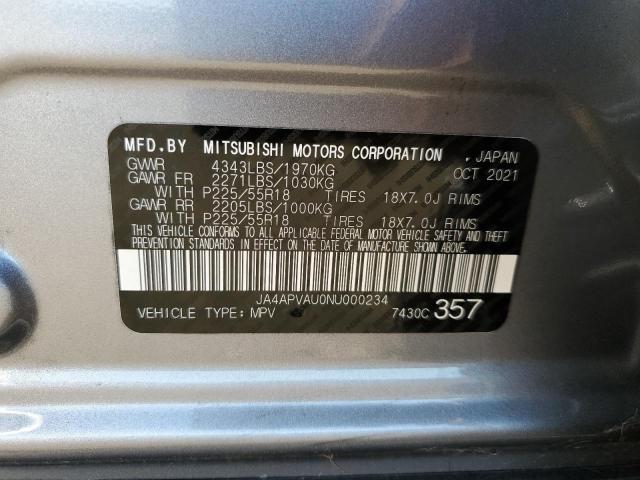 MFD.BY MITSUBISHI MOTORS CORPORATION , JAPAN
GVWR 4343LBS/1970KG OCT 2021
GAWR FR 2271LBS/1030KG
WITH P225/55R18 TIRES 18X7.0J RIMS
GAWR RR 2205LBS/1000KG
WITH P225/55R18 TIRES 18X7.0J RIMS
THIS VEHICLE CONFORMS TO ALL APPLICABLE FEDERAL MOTOR VEHICLE SAFETY AND THEFT
PREVENTION STANDARDS IN EFFECT ON THE DATE OF MANUFACTURE SHOWN ABOVE.
JA4APVAU0NU000234
VEHICLE TYPE: MPV 7430C 357